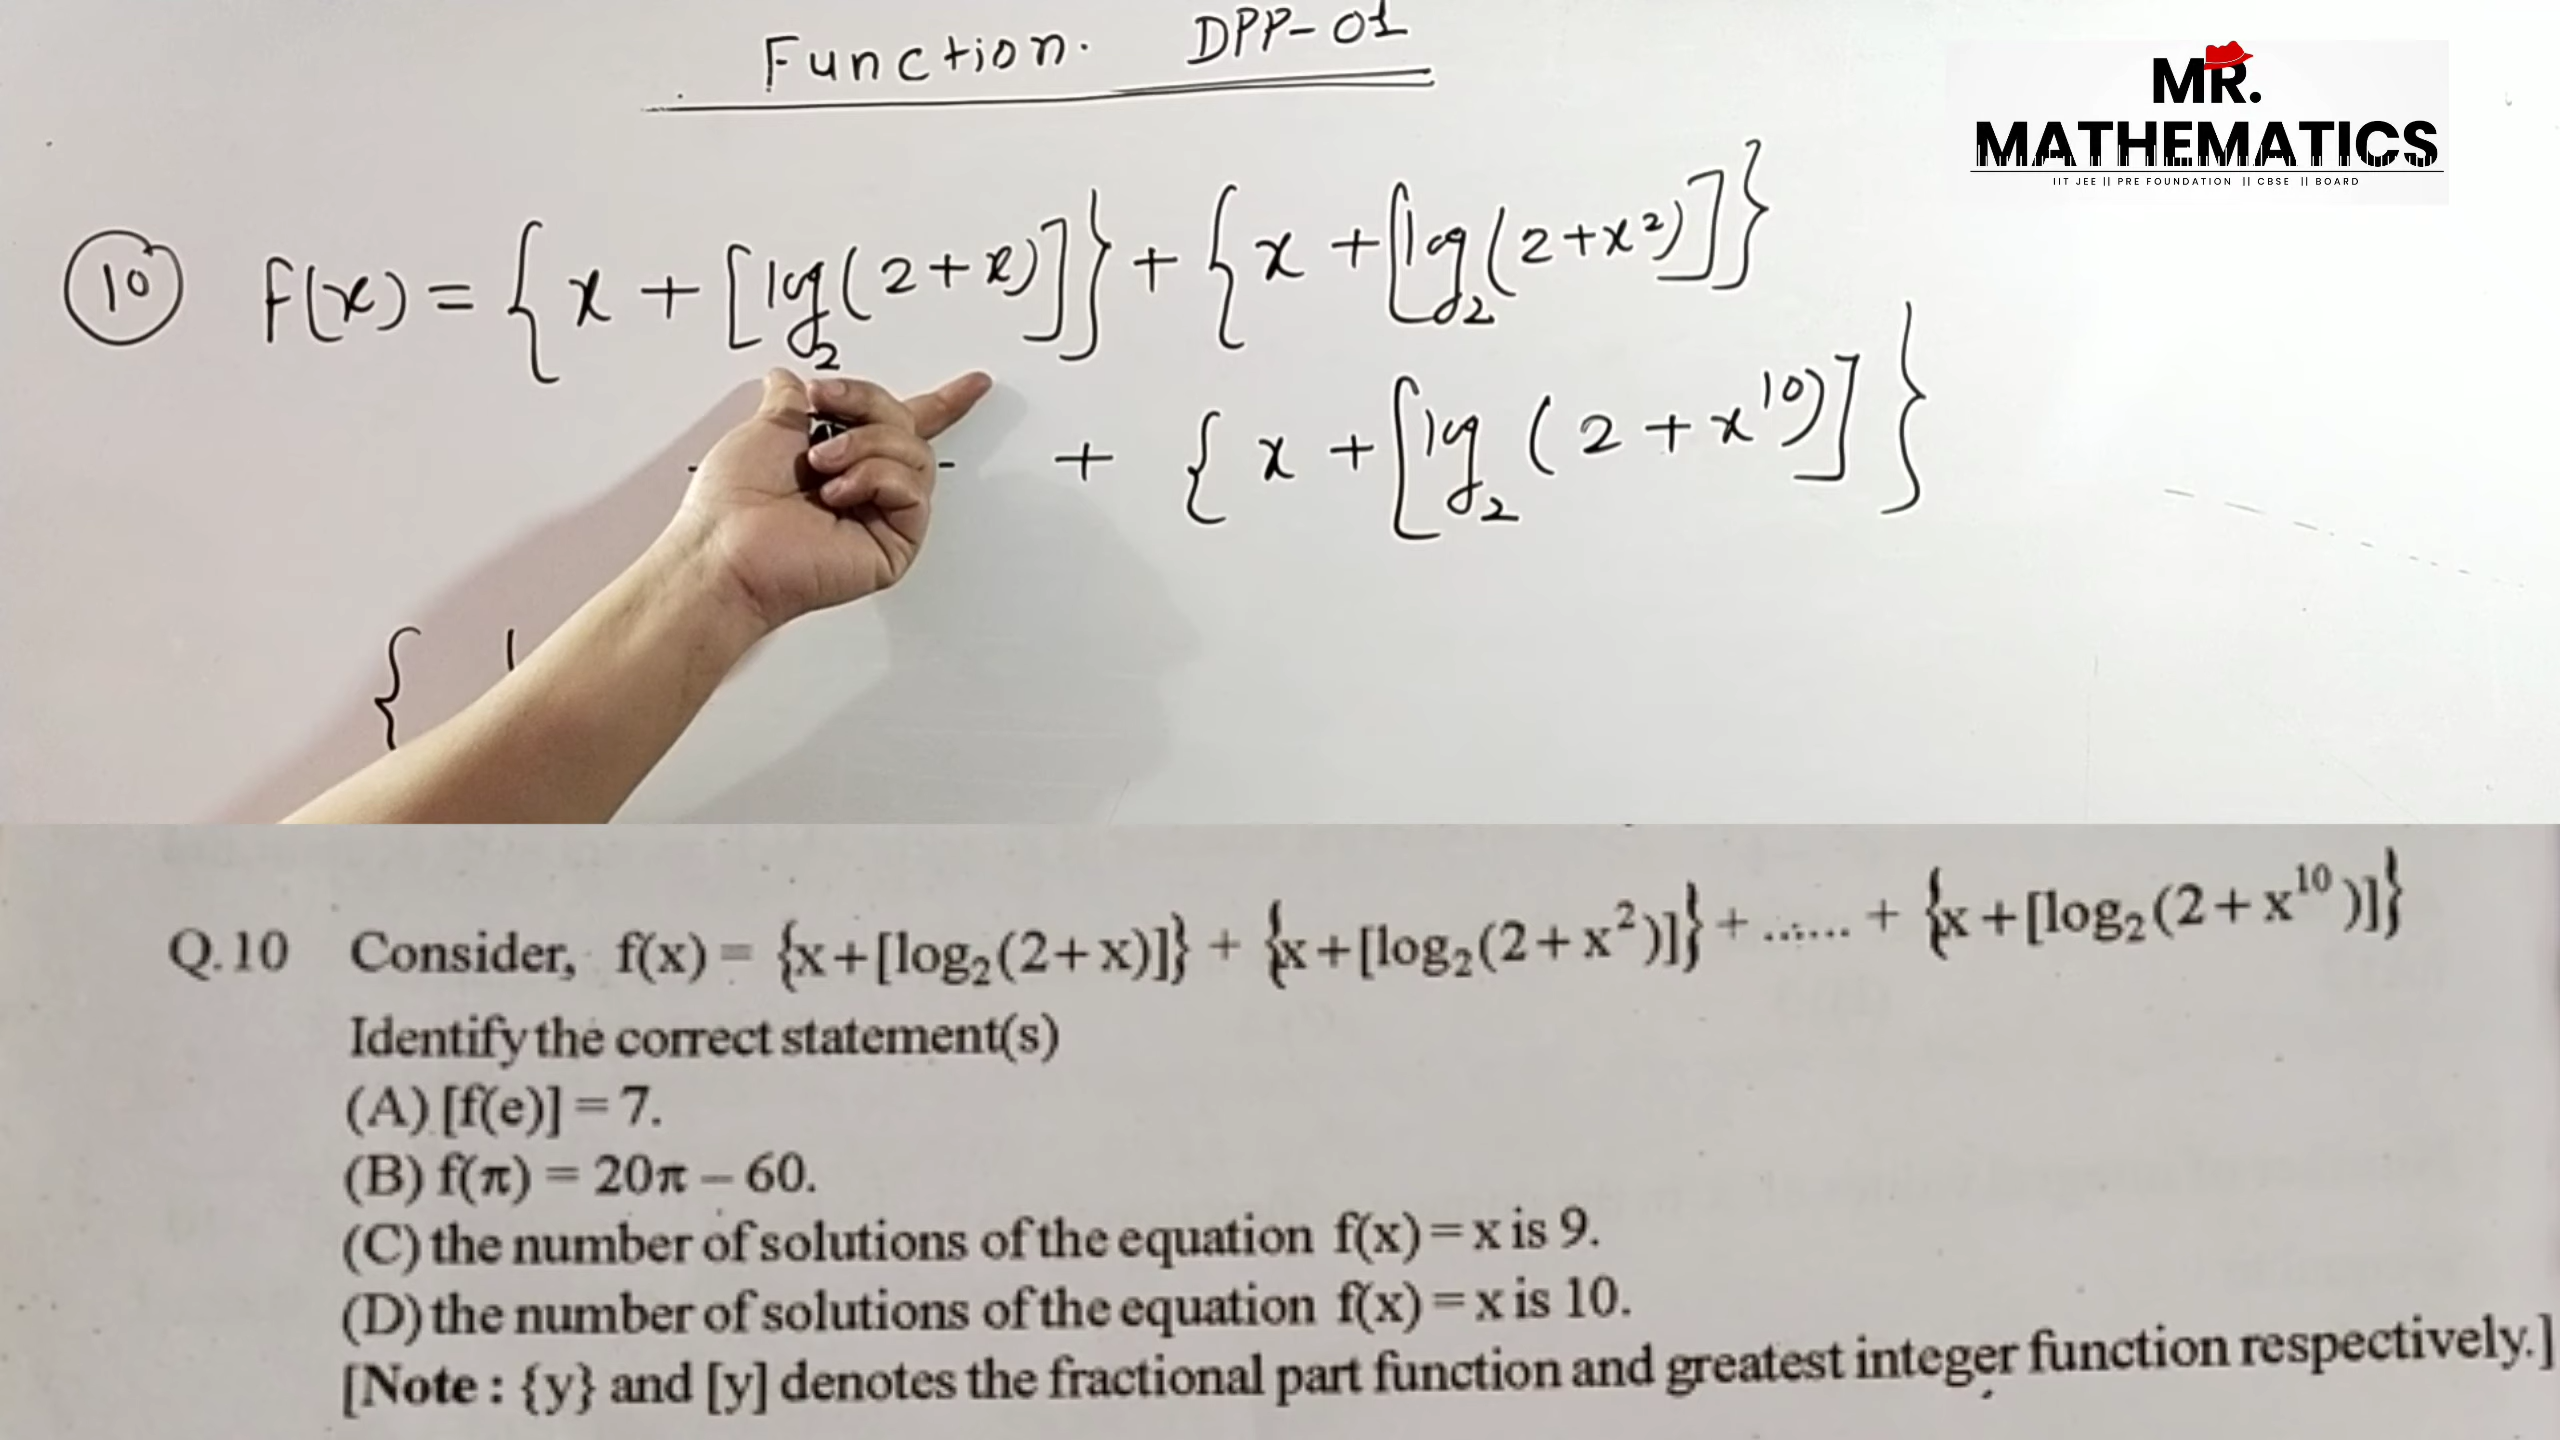 Function. DPP-01
MR.
MATHEMATICS
IIT JEE || PRE FOUNDATION || CBSE || BOARD
(10) f(x) = {x + [log₂(2+x)]} + {x + [log₂(2+x²)]}
- + {x + [log₂(2+x¹⁰)]}
{
Q.10 Consider, f(x) = {x+[log₂(2+x)]} + {x+[log₂(2+x²)]} + ...... + {x+[log₂(2+x¹⁰)]}
Identify the correct statement(s)
(A) [f(e)] = 7.
(B) f(π) = 20π – 60.
(C) the number of solutions of the equation f(x) = x is 9.
(D) the number of solutions of the equation f(x) = x is 10.
[Note : {y} and [y] denotes the fractional part function and greatest integer function respectively.]